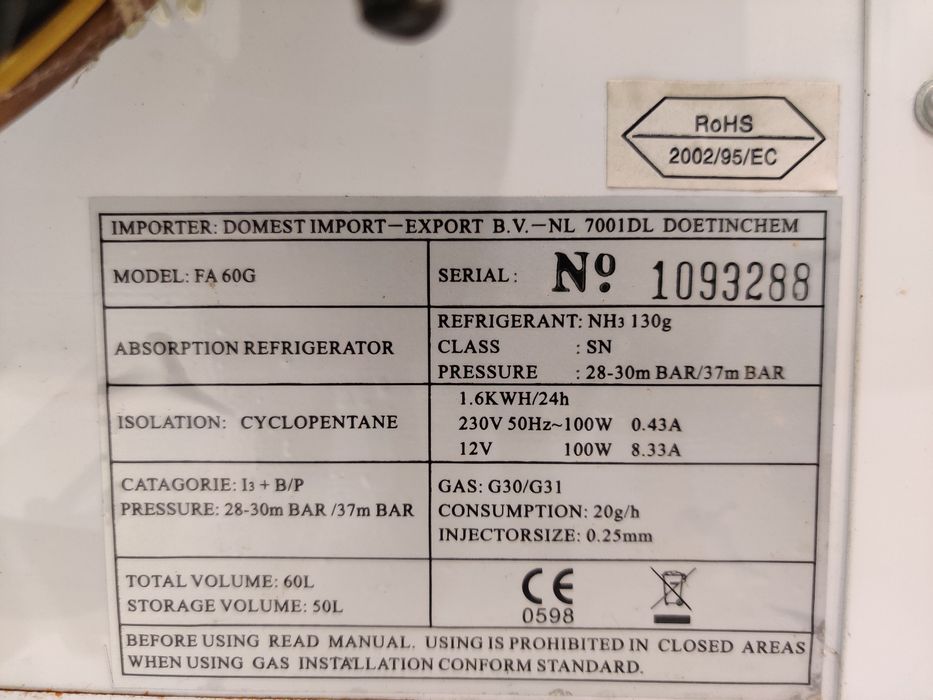 RoHS
2002/95/EC
IMPORTER: DOMEST IMPORT-EXPORT B.V.-NL 7001DL DOETINCHEM
MODEL: FA 60G
SERIAL: Nº. 1093288
ABSORPTION REFRIGERATOR
REFRIGERANT: NH3 130g
CLASS : SN
PRESSURE : 28-30m BAR/37m BAR
ISOLATION: CYCLOPENTANE
1.6KWH/24h
230V 50Hz~100W 0.43A
12V 100W 8.33A
CATAGORIE: I3 + B/P
PRESSURE: 28-30m BAR /37m BAR
GAS: G30/G31
CONSUMPTION: 20g/h
INJECTORSIZE: 0.25mm
TOTAL VOLUME: 60L
STORAGE VOLUME: 50L
CE
0598
BEFORE USING READ MANUAL. USING IS PROHIBITED IN CLOSED AREAS
WHEN USING GAS INSTALLATION CONFORM STANDARD.